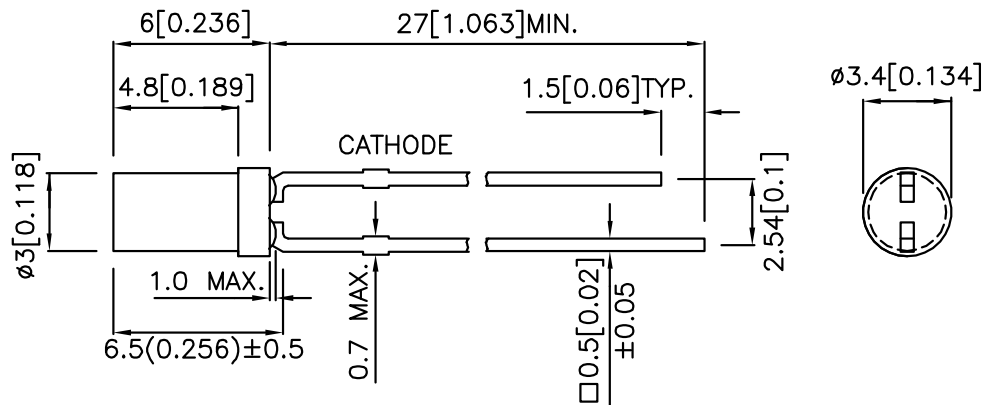 6[0.236]
27[1.063]MIN.
4.8[0.189]
1.5[0.06]TYP.
ø3.4[0.134]
CATHODE
ø3[0.118]
2.54[0.1]
1.0 MAX.
0.7 MAX.
□0.5[0.02]
±0.05
6.5(0.256)±0.5